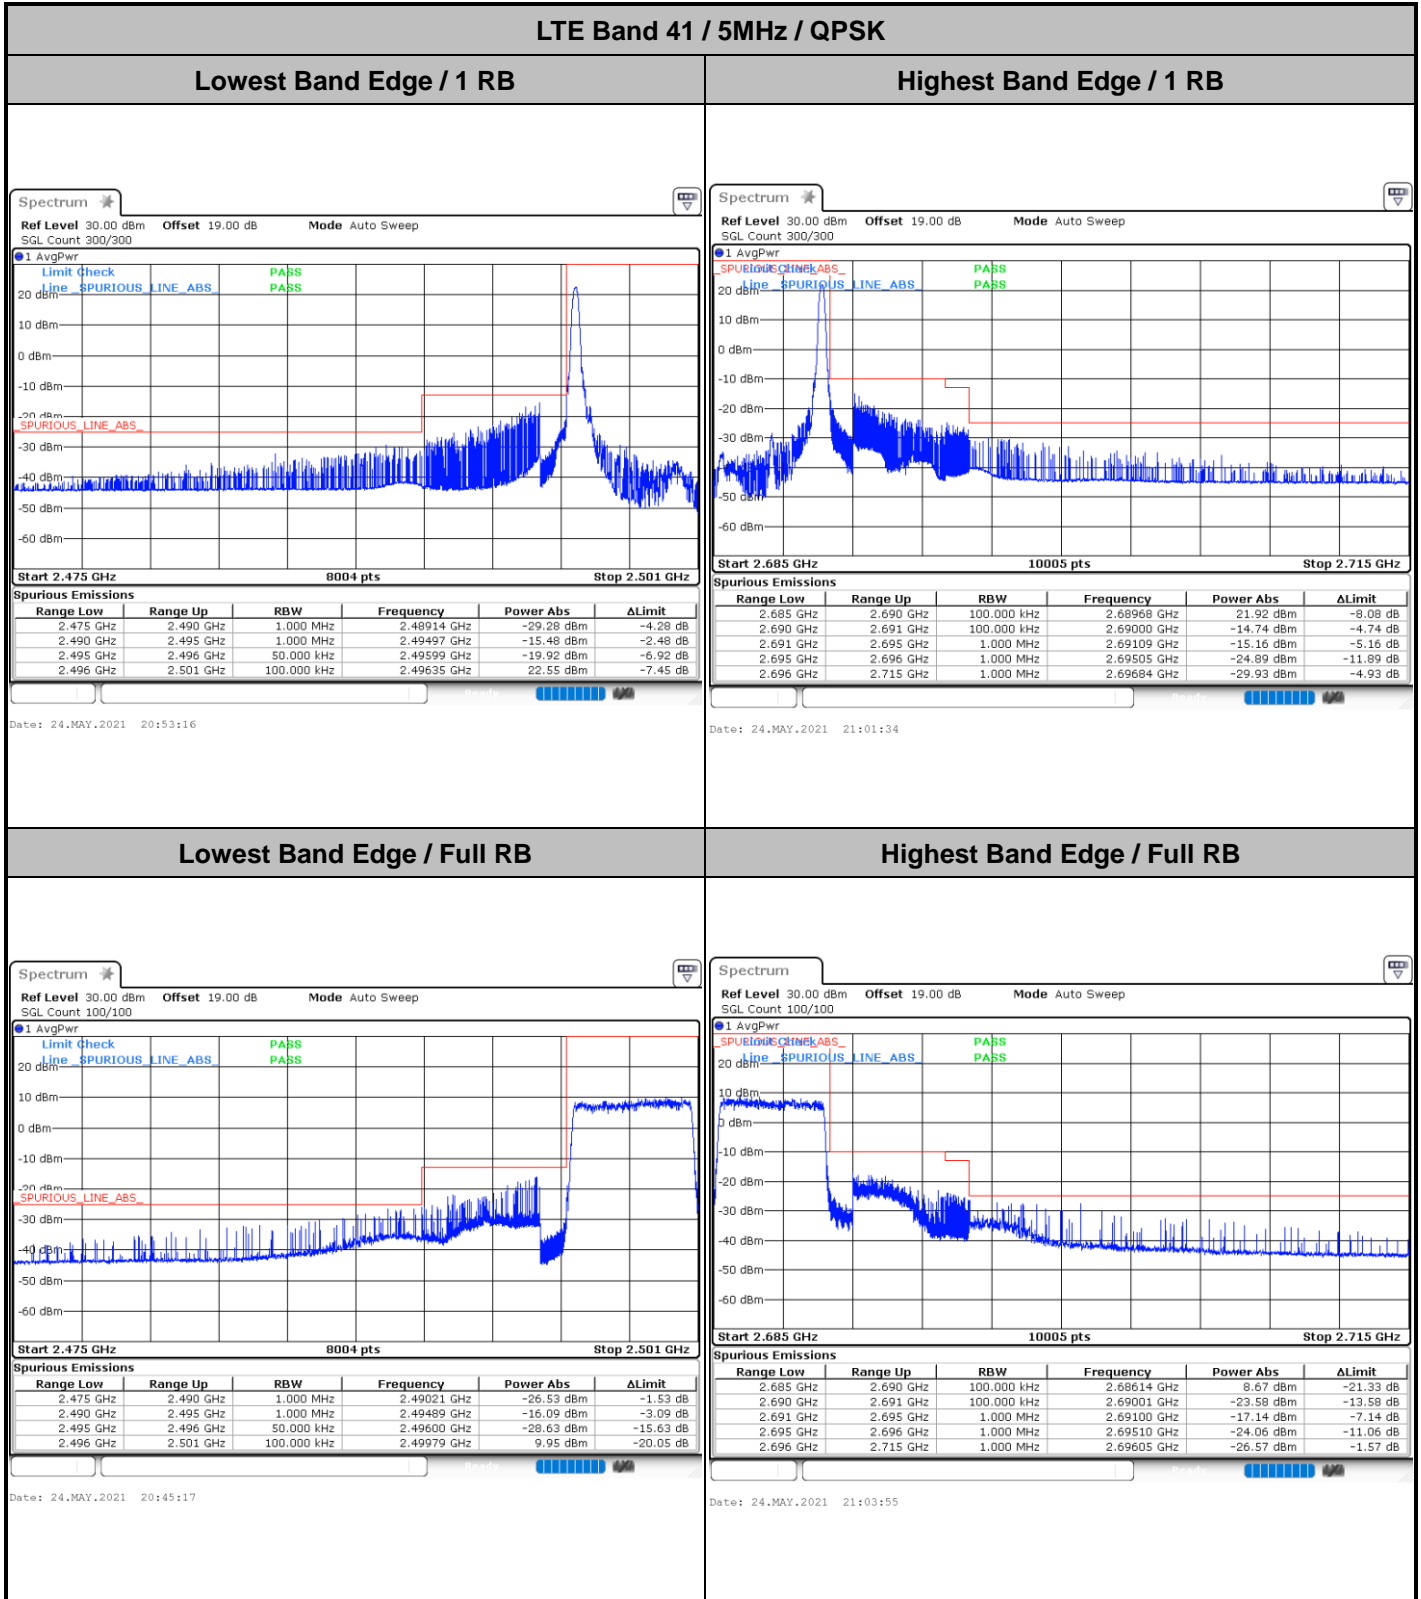 LTE Band 41 / 5MHz / QPSK
Lowest Band Edge / 1 RB
Highest Band Edge / 1 RB
Spectrum
Ref Level 30.00 dBm Offset 19.00 dB Mode Auto Sweep
SGL Count 300/300
1 AvgPwr
Limit Check PASS
Line _SPURIOUS_LINE_ABS_ PASS
20 dBm
10 dBm
0 dBm
-10 dBm
-20 dBm
_SPURIOUS_LINE_ABS_
-30 dBm
-40 dBm
-50 dBm
-60 dBm
Start 2.475 GHz 8004 pts Stop 2.501 GHz
Spurious Emissions
Range Low Range Up RBW Frequency Power Abs ΔLimit
2.475 GHz 2.490 GHz 1.000 MHz 2.48914 GHz -29.28 dBm -4.28 dB
2.490 GHz 2.495 GHz 1.000 MHz 2.49497 GHz -15.48 dBm -2.48 dB
2.495 GHz 2.496 GHz 50.000 kHz 2.49599 GHz -19.92 dBm -6.92 dB
2.496 GHz 2.501 GHz 100.000 kHz 2.49635 GHz 22.55 dBm -7.45 dB
Ready
Date: 24.MAY.2021 20:53:16
Spectrum
Ref Level 30.00 dBm Offset 19.00 dB Mode Auto Sweep
SGL Count 300/300
1 AvgPwr
_SPURIOUS_LINE_ABS_
Limit Check PASS
Line _SPURIOUS_LINE_ABS_ PASS
20 dBm
10 dBm
0 dBm
-10 dBm
-20 dBm
-30 dBm
-40 dBm
-50 dBm
-60 dBm
Start 2.685 GHz 10005 pts Stop 2.715 GHz
Spurious Emissions
Range Low Range Up RBW Frequency Power Abs ΔLimit
2.685 GHz 2.690 GHz 100.000 kHz 2.68968 GHz 21.92 dBm -8.08 dB
2.690 GHz 2.691 GHz 100.000 kHz 2.69000 GHz -14.74 dBm -4.74 dB
2.691 GHz 2.695 GHz 1.000 MHz 2.69109 GHz -15.16 dBm -5.16 dB
2.695 GHz 2.696 GHz 1.000 MHz 2.69505 GHz -24.89 dBm -11.89 dB
2.696 GHz 2.715 GHz 1.000 MHz 2.69684 GHz -29.93 dBm -4.93 dB
Ready
Date: 24.MAY.2021 21:01:34
Lowest Band Edge / Full RB
Highest Band Edge / Full RB
Spectrum
Ref Level 30.00 dBm Offset 19.00 dB Mode Auto Sweep
SGL Count 100/100
1 AvgPwr
Limit Check PASS
Line _SPURIOUS_LINE_ABS_ PASS
20 dBm
10 dBm
0 dBm
-10 dBm
-20 dBm
_SPURIOUS_LINE_ABS_
-30 dBm
-40 dBm
-50 dBm
-60 dBm
Start 2.475 GHz 8004 pts Stop 2.501 GHz
Spurious Emissions
Range Low Range Up RBW Frequency Power Abs ΔLimit
2.475 GHz 2.490 GHz 1.000 MHz 2.49021 GHz -26.53 dBm -1.53 dB
2.490 GHz 2.495 GHz 1.000 MHz 2.49489 GHz -16.09 dBm -3.09 dB
2.495 GHz 2.496 GHz 50.000 kHz 2.49600 GHz -28.63 dBm -15.63 dB
2.496 GHz 2.501 GHz 100.000 kHz 2.49979 GHz 9.95 dBm -20.05 dB
Ready
Date: 24.MAY.2021 20:45:17
Spectrum
Ref Level 30.00 dBm Offset 19.00 dB Mode Auto Sweep
SGL Count 100/100
1 AvgPwr
_SPURIOUS_LINE_ABS_
Limit Check PASS
Line _SPURIOUS_LINE_ABS_ PASS
20 dBm
10 dBm
0 dBm
-10 dBm
-20 dBm
-30 dBm
-40 dBm
-50 dBm
-60 dBm
Start 2.685 GHz 10005 pts Stop 2.715 GHz
Spurious Emissions
Range Low Range Up RBW Frequency Power Abs ΔLimit
2.685 GHz 2.690 GHz 100.000 kHz 2.68614 GHz 8.67 dBm -21.33 dB
2.690 GHz 2.691 GHz 100.000 kHz 2.69001 GHz -23.58 dBm -13.58 dB
2.691 GHz 2.695 GHz 1.000 MHz 2.69100 GHz -17.14 dBm -7.14 dB
2.695 GHz 2.696 GHz 1.000 MHz 2.69510 GHz -24.06 dBm -11.06 dB
2.696 GHz 2.715 GHz 1.000 MHz 2.69605 GHz -26.57 dBm -1.57 dB
Ready
Date: 24.MAY.2021 21:03:55